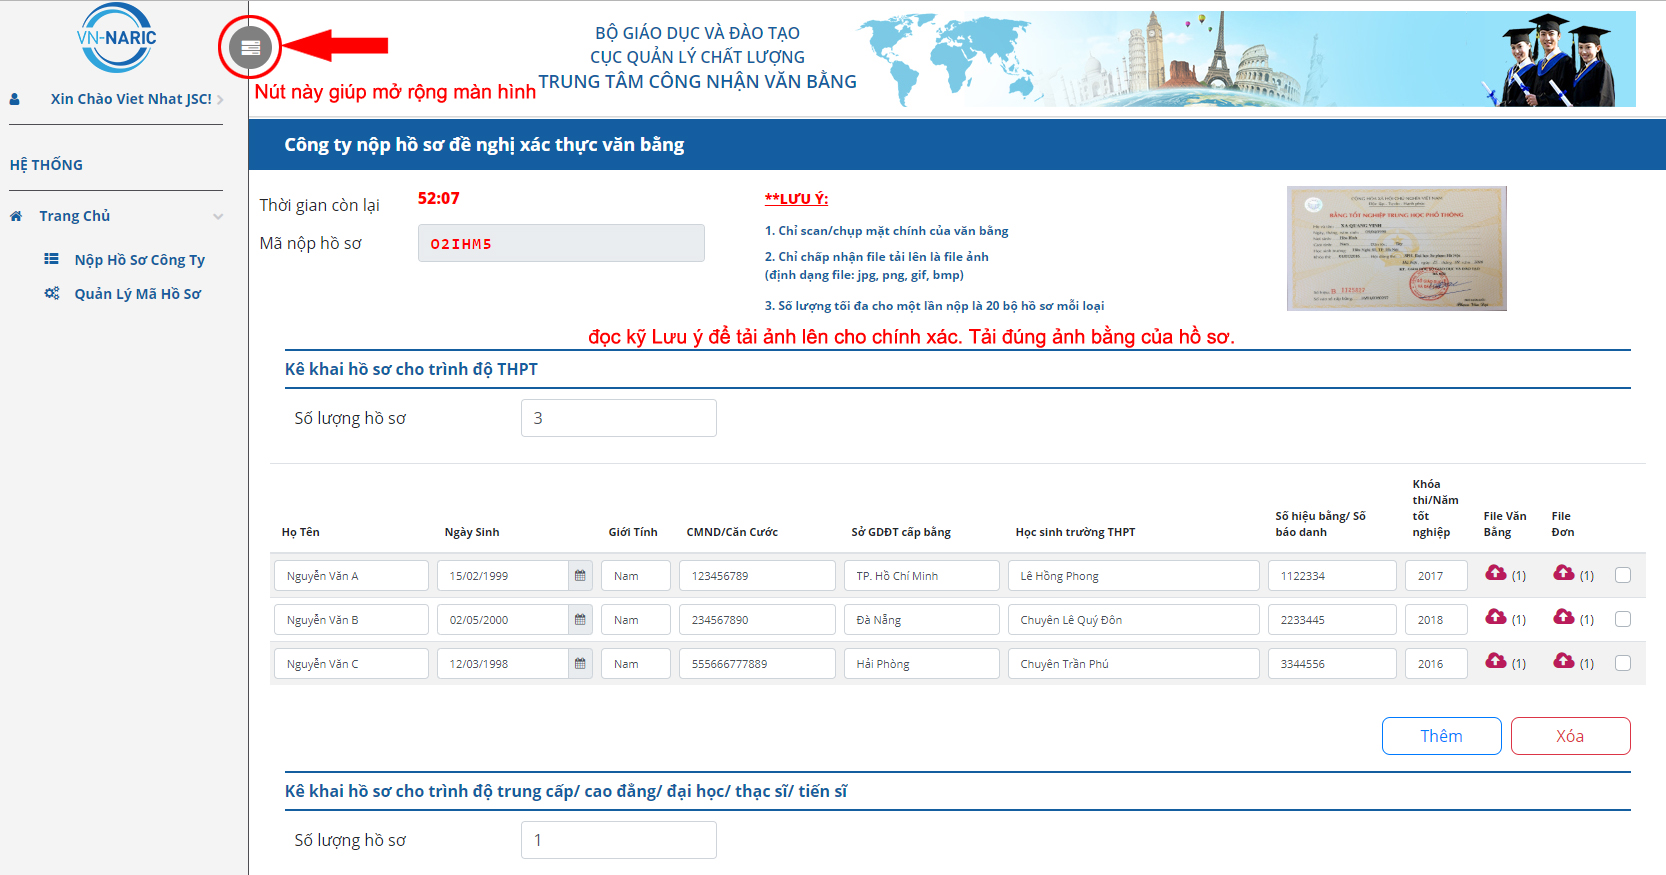 VN-NARIC
Xin Chào Viet Nhat JSC!
HỆ THỐNG
Trang Chủ
Nộp Hồ Sơ Công Ty
Quản Lý Mã Hồ Sơ
BỘ GIÁO DỤC VÀ ĐÀO TẠO
CỤC QUẢN LÝ CHẤT LƯỢNG
TRUNG TÂM CÔNG NHẬN VĂN BẰNG
Nút này giúp mở rộng màn hình
Công ty nộp hồ sơ đề nghị xác thực văn bằng
Thời gian còn lại 52:07
Mã nộp hồ sơ O2IHM5
**LƯU Ý:
1. Chỉ scan/chụp mặt chính của văn bằng
2. Chỉ chấp nhận file tải lên là file ảnh
(định dạng file: jpg, png, gif, bmp)
3. Số lượng tối đa cho một lần nộp là 20 bộ hồ sơ mỗi loại
BẰNG TỐT NGHIỆP TRUNG HỌC PHỔ THÔNG
đọc kỹ Lưu ý để tải ảnh lên cho chính xác. Tải đúng ảnh bằng của hồ sơ.
Kê khai hồ sơ cho trình độ THPT
Số lượng hồ sơ 3
Họ Tên Ngày Sinh Giới Tính CMND/Căn Cước Sở GDĐT cấp bằng Học sinh trường THPT Số hiệu bằng/ Số báo danh Khóa thi/Năm tốt nghiệp File Văn Bằng File Đơn
Nguyễn Văn A 15/02/1999 Nam 123456789 TP. Hồ Chí Minh Lê Hồng Phong 1122334 2017 (1) (1)
Nguyễn Văn B 02/05/2000 Nam 234567890 Đà Nẵng Chuyên Lê Quý Đôn 2233445 2018 (1) (1)
Nguyễn Văn C 12/03/1998 Nam 555666777889 Hải Phòng Chuyên Trần Phú 3344556 2016 (1) (1)
Thêm Xóa
Kê khai hồ sơ cho trình độ trung cấp/ cao đẳng/ đại học/ thạc sĩ/ tiến sĩ
Số lượng hồ sơ 1